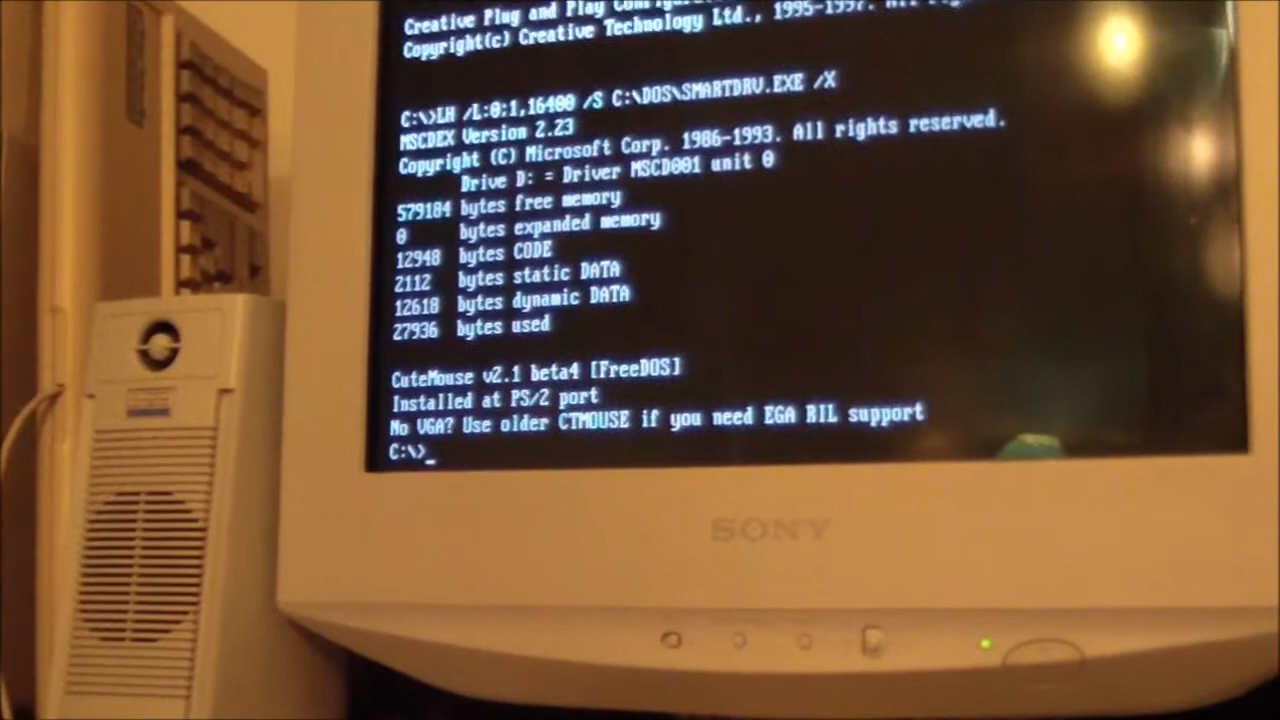 Creative Plug and Play
Copyright(c) Creative Technology Ltd., 1995-1997. All
C:\>LH /L:0;1,16400 /S C:\DOS\SMARTDRV.EXE /X
MSCDEX Version 2.23
Copyright (C) Microsoft Corp. 1986-1993. All rights reserved.
Drive D: = Driver MSCD001 unit 0
579184 bytes free memory
0 bytes expanded memory
12948 bytes CODE
2112 bytes static DATA
12618 bytes dynamic DATA
27936 bytes used
CuteMouse v2.1 beta4 [FreeDOS]
Installed at PS/2 port
No VGA? Use older CTMOUSE if you need EGA RIL support
C:\>_
SONY